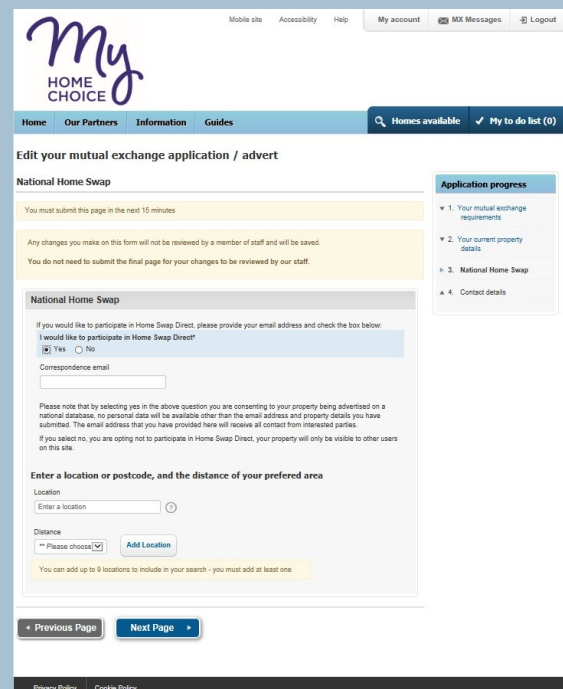 Mobile site Accessibility Help My account MX Messages Logout
My
HOME
CHOICE
Home Our Partners Information Guides Homes available My to do list (0)
Edit your mutual exchange application / advert
National Home Swap
You must submit this page in the next 15 minutes
Any changes you make on this form will not be reviewed by a member of staff and will be saved.
You do not need to submit the final page for your changes to be reviewed by our staff.
Application progress
1. Your mutual exchange
requirements
2. Your current property
details
3. National Home Swap
4. Contact details
National Home Swap
If you would like to participate in Home Swap Direct, please provide your email address and check the box below:
I would like to participate in Home Swap Direct*
Yes No
Correspondence email
Please note that by selecting yes in the above question you are consenting to your property being advertised on a
national database, no personal data will be available other than the email address and property details you have
submitted. The email address that you have provided here will receive all contact from interested parties.
If you select no, you are opting not to participate in Home Swap Direct, your property will only be visible to other users
on this site.
Enter a location or postcode, and the distance of your prefered area
Location
Enter a location ?
Distance
** Please choose Add Location
You can add up to 9 locations to include in your search - you must add at least one
Previous Page Next Page
Privacy Policy Cookie Policy